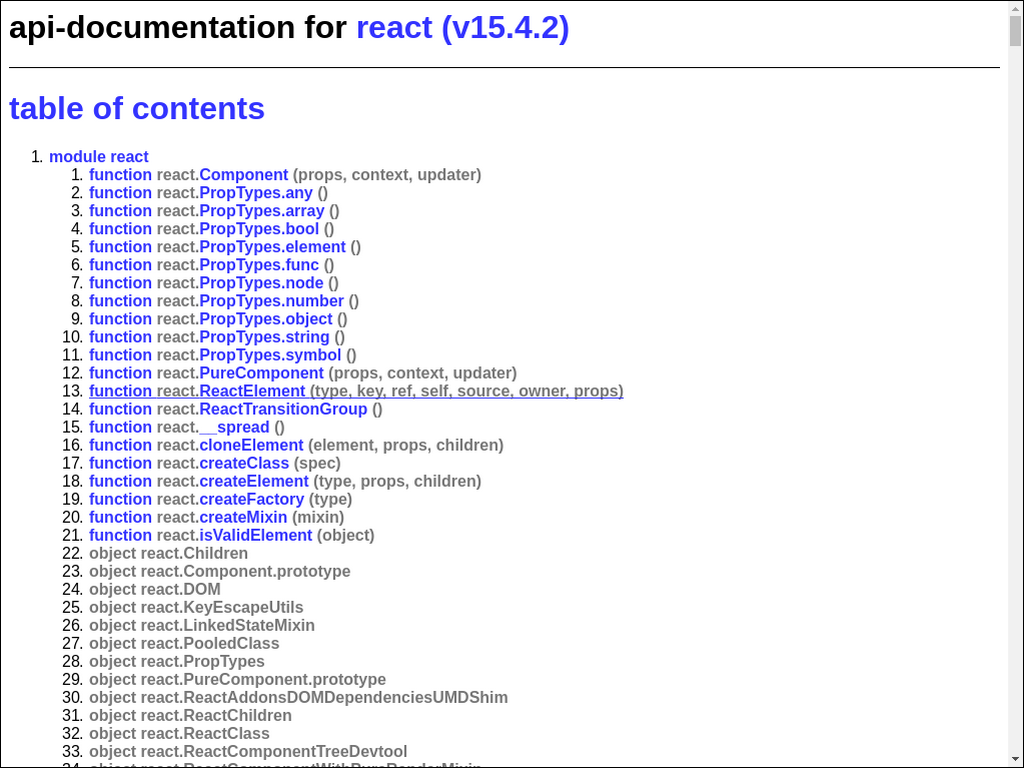 api-documentation for react (v15.4.2)
table of contents
1. module react
1. function react.Component (props, context, updater)
2. function react.PropTypes.any ()
3. function react.PropTypes.array ()
4. function react.PropTypes.bool ()
5. function react.PropTypes.element ()
6. function react.PropTypes.func ()
7. function react.PropTypes.node ()
8. function react.PropTypes.number ()
9. function react.PropTypes.object ()
10. function react.PropTypes.string ()
11. function react.PropTypes.symbol ()
12. function react.PureComponent (props, context, updater)
13. function react.ReactElement (type, key, ref, self, source, owner, props)
14. function react.ReactTransitionGroup ()
15. function react.__spread ()
16. function react.cloneElement (element, props, children)
17. function react.createClass (spec)
18. function react.createElement (type, props, children)
19. function react.createFactory (type)
20. function react.createMixin (mixin)
21. function react.isValidElement (object)
22. object react.Children
23. object react.Component.prototype
24. object react.DOM
25. object react.KeyEscapeUtils
26. object react.LinkedStateMixin
27. object react.PooledClass
28. object react.PropTypes
29. object react.PureComponent.prototype
30. object react.ReactAddonsDOMDependenciesUMDShim
31. object react.ReactChildren
32. object react.ReactClass
33. object react.ReactComponentTreeDevtool
34. object react.ReactComponentWithPureRenderMixin